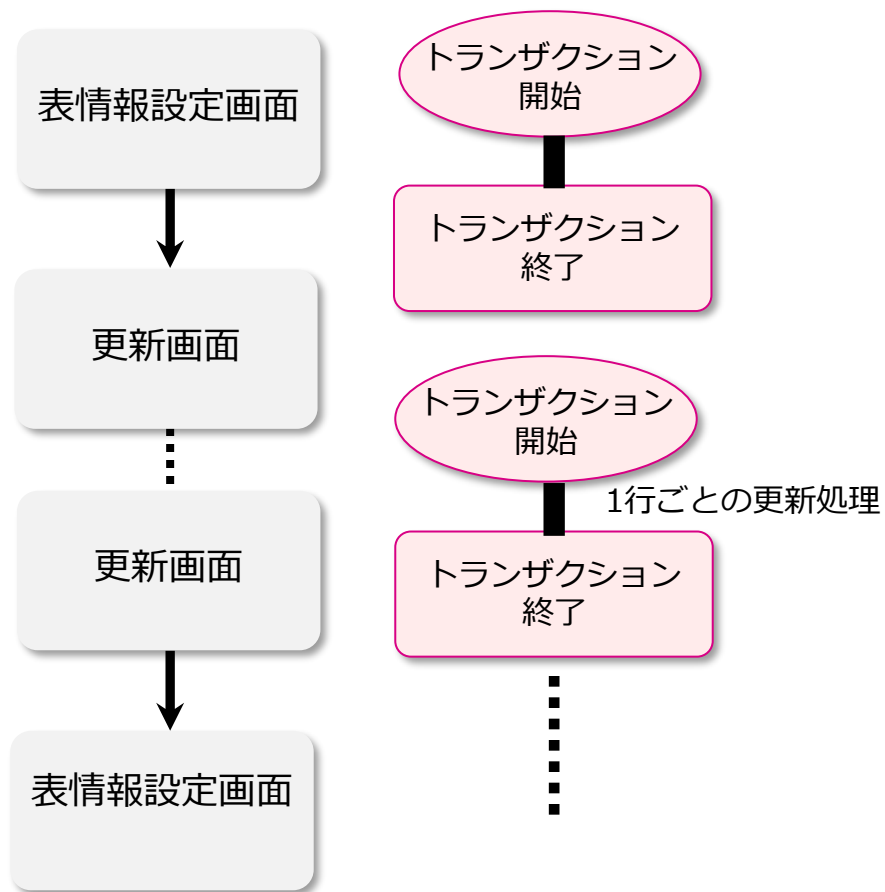 表情報設定画面
トランザクション
開始
トランザクション
終了
更新画面
トランザクション
開始
1行ごとの更新処理
更新画面
トランザクション
終了
表情報設定画面